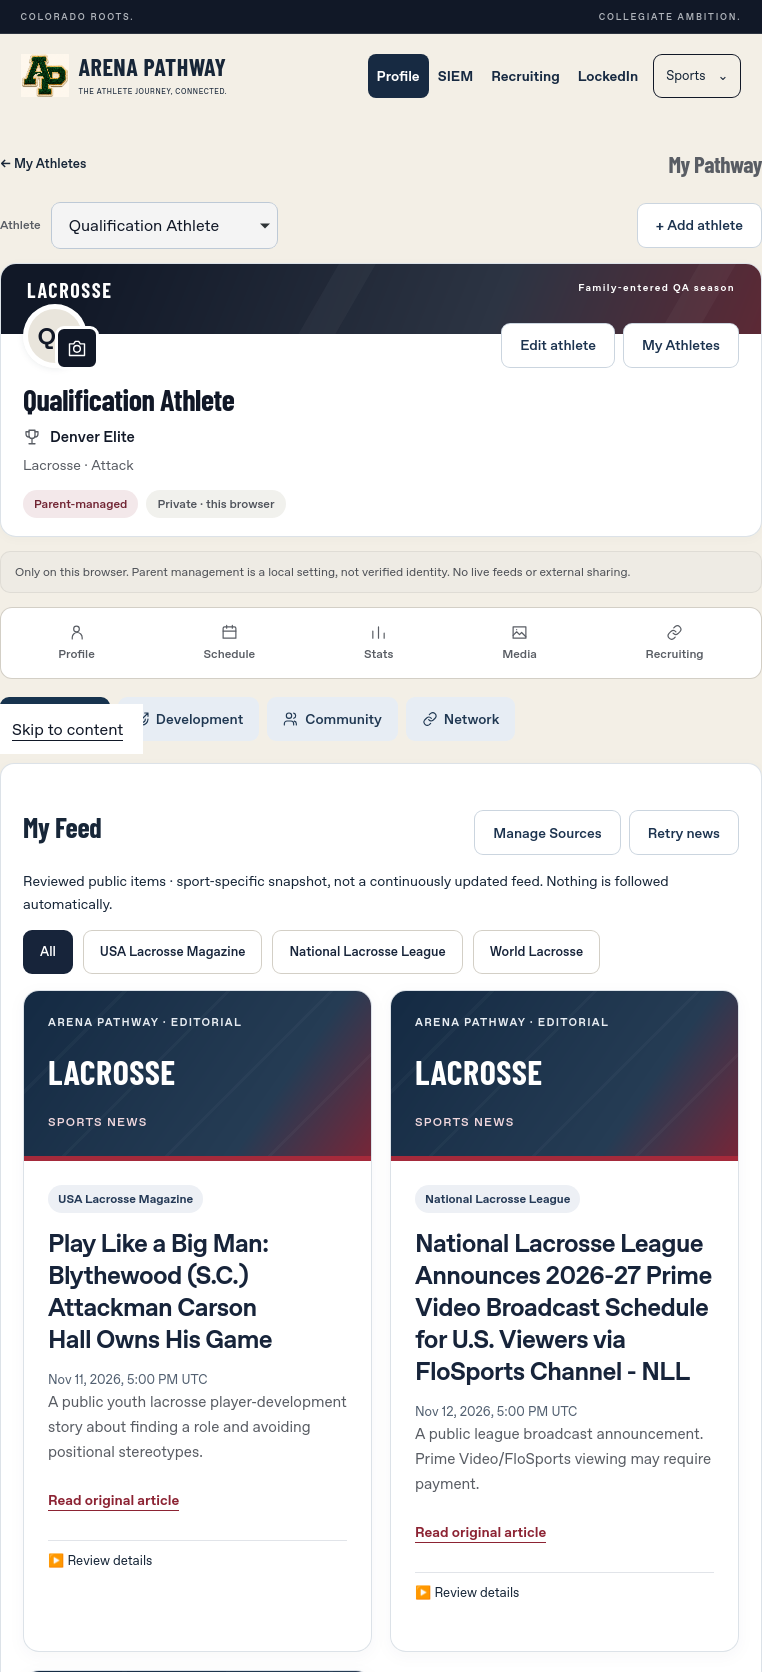 COLORADO ROOTS.
COLLEGIATE AMBITION.
AP
ARENA PATHWAY
THE ATHLETE JOURNEY, CONNECTED.
Profile
SIEM
Recruiting
LockedIn
Sports
← My Athletes
My Pathway
Athlete
Qualification Athlete
+ Add athlete
LACROSSE
Family-entered QA season
Q
Edit athlete
My Athletes
Qualification Athlete
Denver Elite
Lacrosse · Attack
Parent-managed
Private · this browser
Only on this browser. Parent management is a local setting, not verified identity. No live feeds or external sharing.
Profile
Schedule
Stats
Media
Recruiting
Skip to content
Development
Community
Network
My Feed
Manage Sources
Retry news
Reviewed public items · sport-specific snapshot, not a continuously updated feed. Nothing is followed
automatically.
All
USA Lacrosse Magazine
National Lacrosse League
World Lacrosse
ARENA PATHWAY · EDITORIAL
LACROSSE
SPORTS NEWS
USA Lacrosse Magazine
Play Like a Big Man:
Blythewood (S.C.)
Attackman Carson
Hall Owns His Game
Nov 11, 2026, 5:00 PM UTC
A public youth lacrosse player-development
story about finding a role and avoiding
positional stereotypes.
Read original article
▶ Review details
ARENA PATHWAY · EDITORIAL
LACROSSE
SPORTS NEWS
National Lacrosse League
National Lacrosse League
Announces 2026-27 Prime
Video Broadcast Schedule
for U.S. Viewers via
FloSports Channel - NLL
Nov 12, 2026, 5:00 PM UTC
A public league broadcast announcement.
Prime Video/FloSports viewing may require
payment.
Read original article
▶ Review details